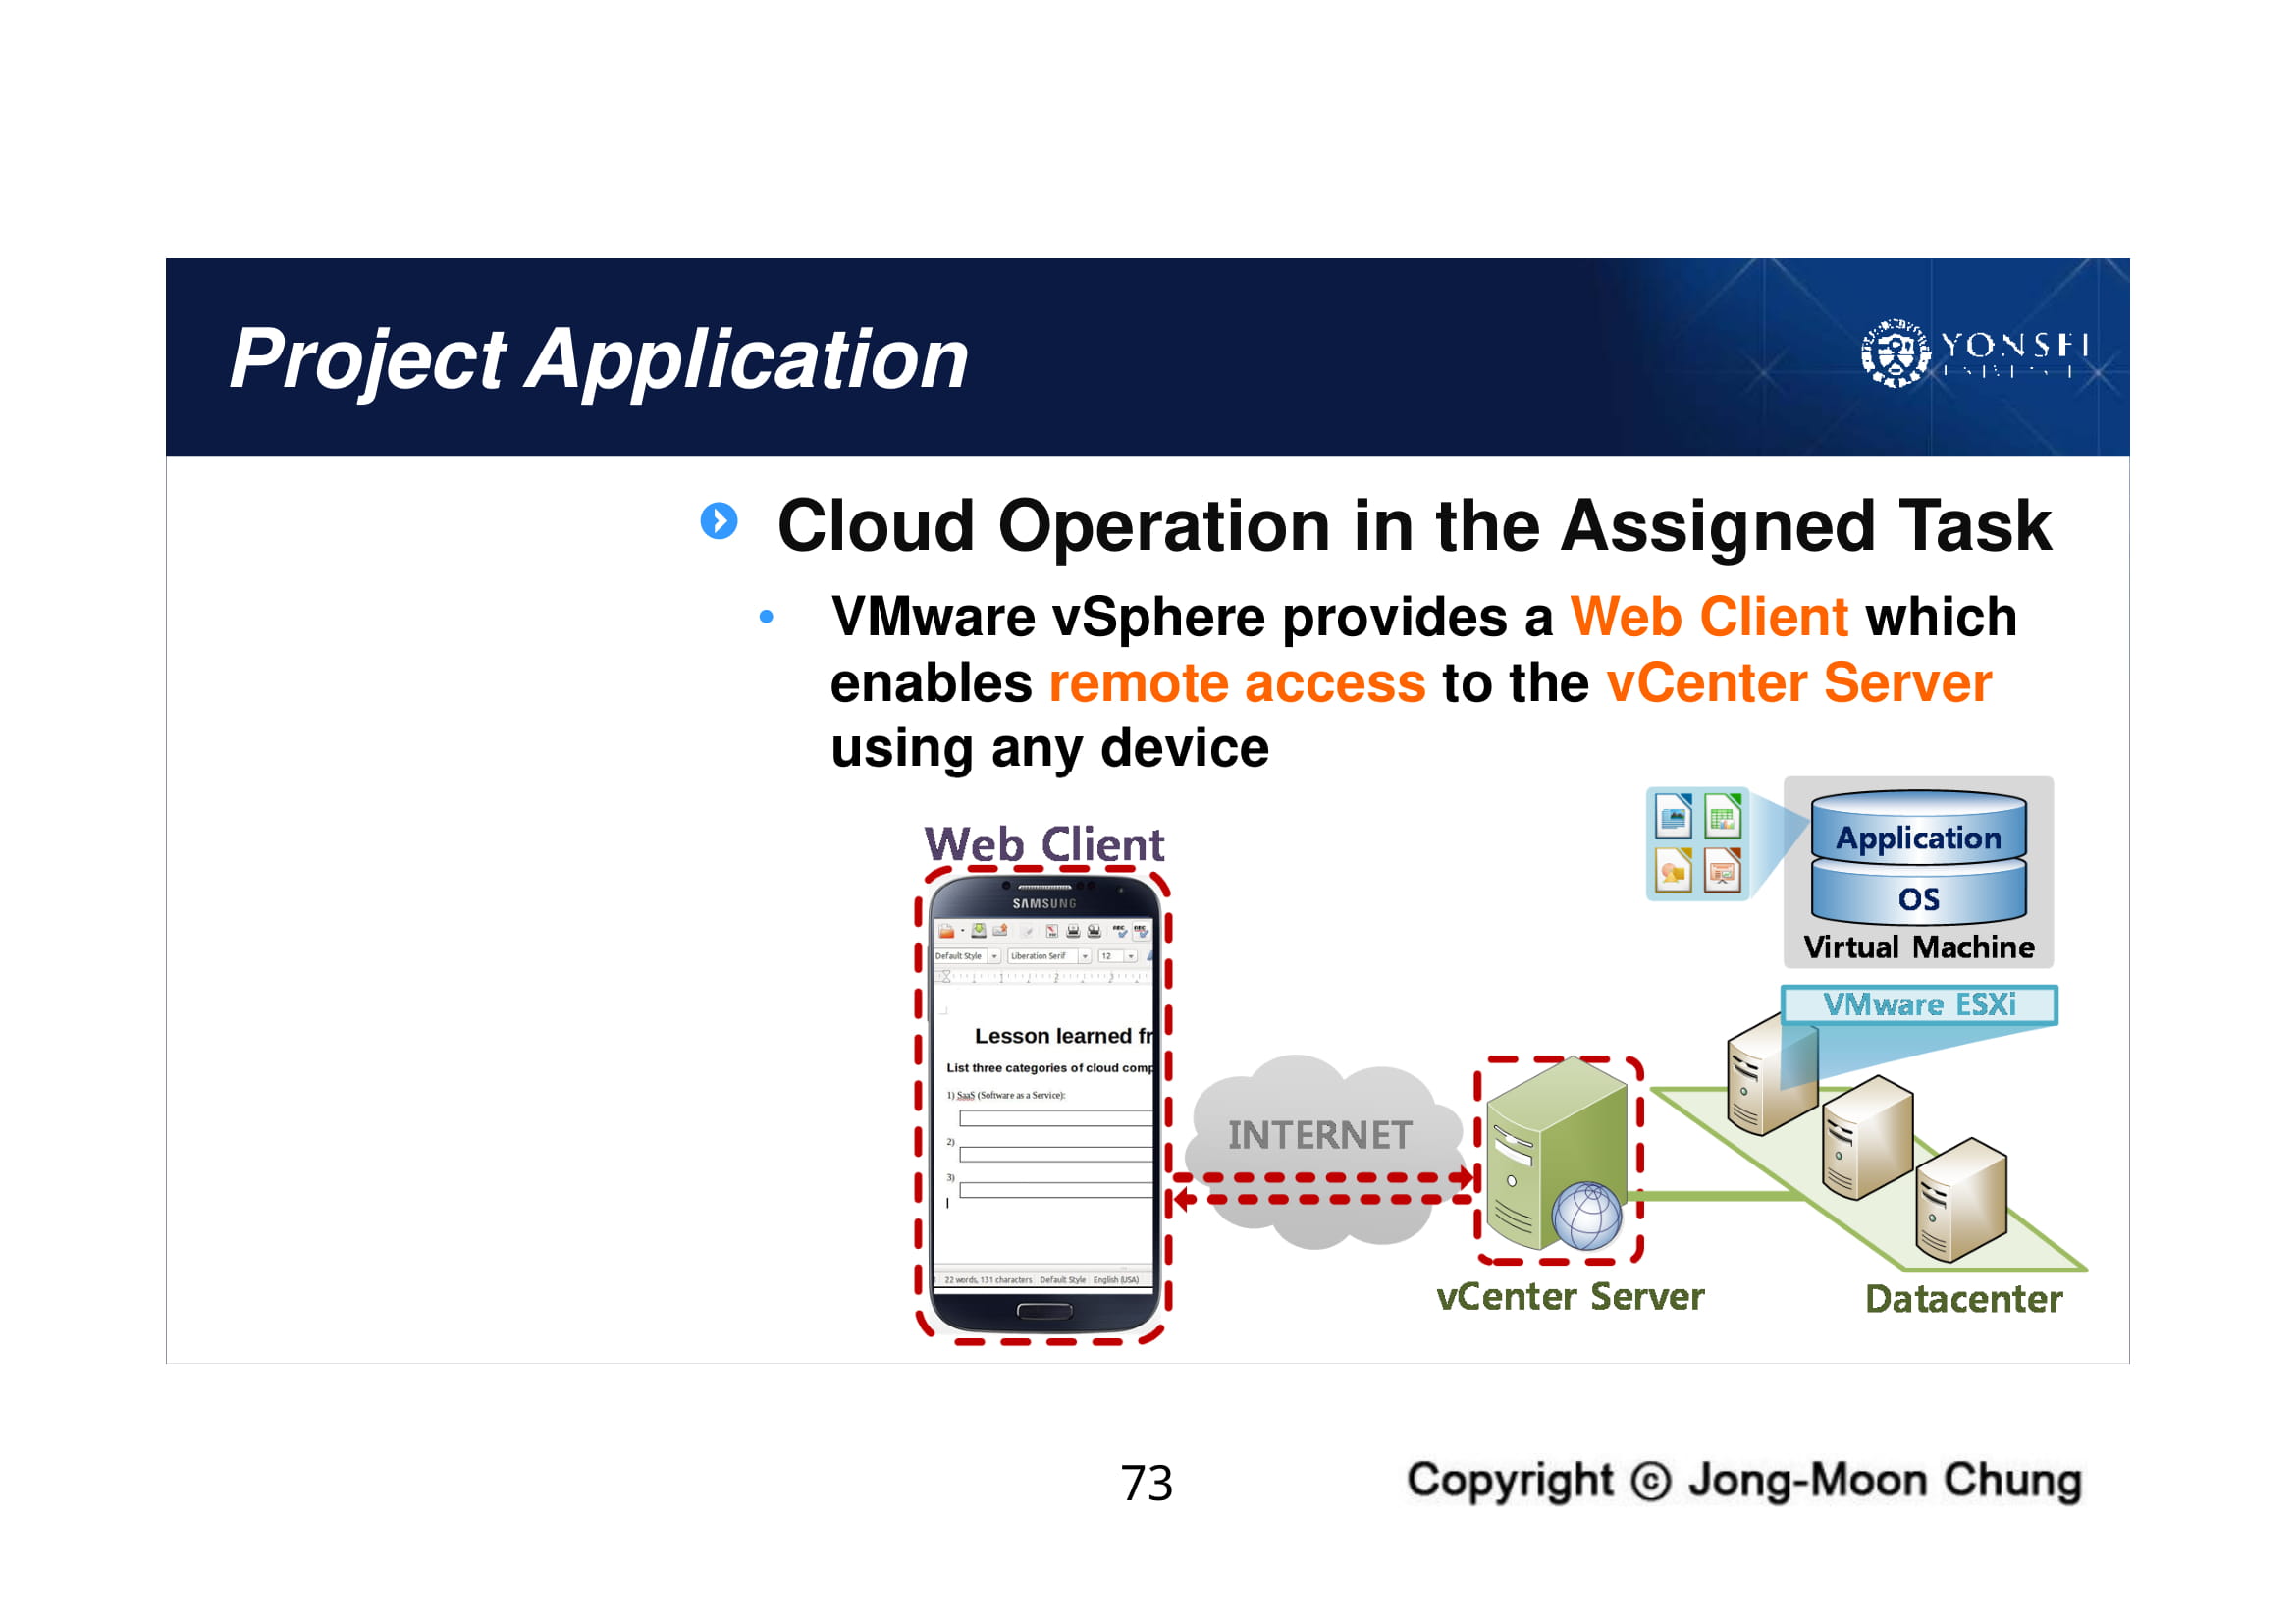 Project Application
YONSEI
Cloud Operation in the Assigned Task
• VMware vSphere provides a Web Client which
enables remote access to the vCenter Server
using any device
Web Client
SAMSUNG
Default Style
Liberation Serif
12
Lesson learned fr
List three categories of cloud comp
1) SaaS (Software as a Service):
2)
3)
22 words, 131 characters Default Style English (USA)
INTERNET
Application
OS
Virtual Machine
VMware ESXi
vCenter Server
Datacenter
73
Copyright © Jong-Moon Chung